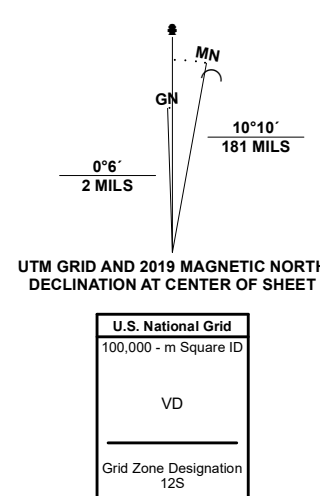 MN
GN
10°10´
181 MILS
0°6´
2 MILS
UTM GRID AND 2019 MAGNETIC NORTH
DECLINATION AT CENTER OF SHEET
U.S. National Grid
100,000 - m Square ID
VD
Grid Zone Designation
12S